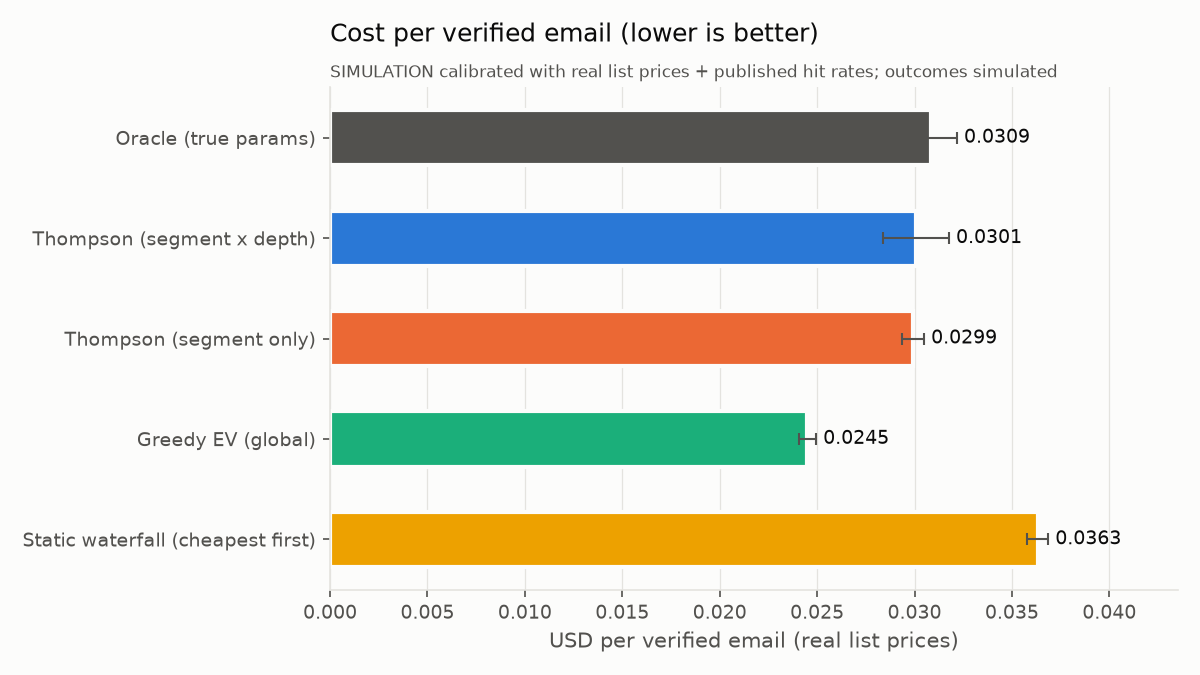 Cost per verified email (lower is better)
SIMULATION calibrated with real list prices + published hit rates; outcomes simulated
Oracle (true params)
0.0309
Thompson (segment x depth)
0.0301
Thompson (segment only)
0.0299
Greedy EV (global)
0.0245
Static waterfall (cheapest first)
0.0363
0.000 0.005 0.010 0.015 0.020 0.025 0.030 0.035 0.040
USD per verified email (real list prices)